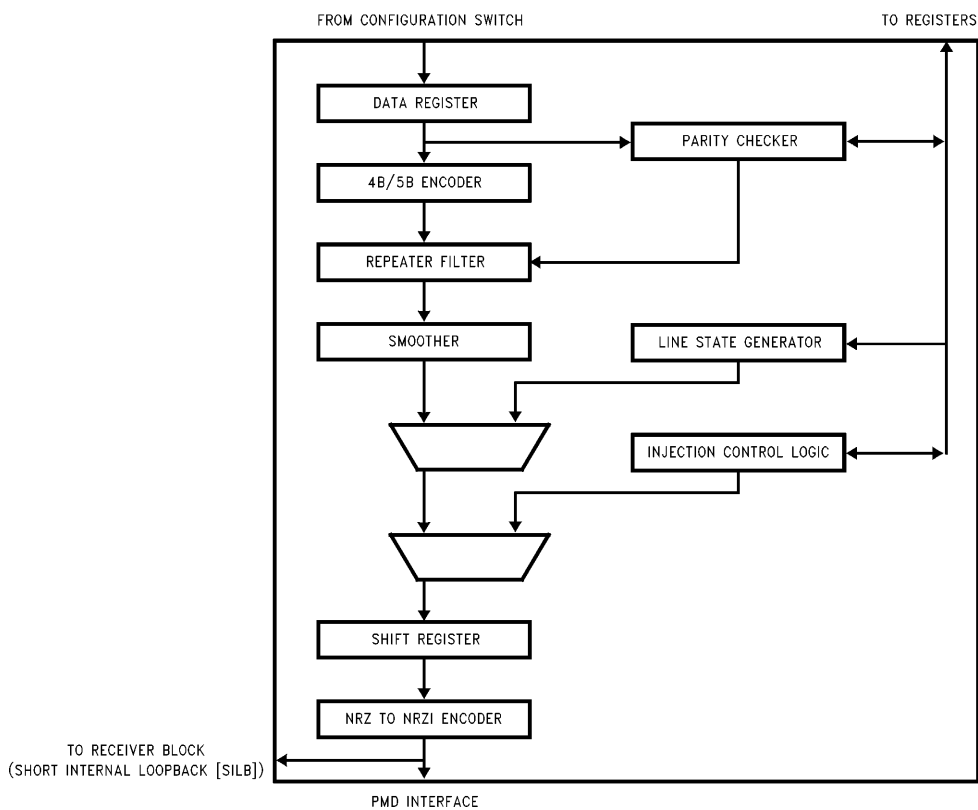 FROM CONFIGURATION SWITCH
TO REGISTERS
DATA REGISTER
PARITY CHECKER
4B/5B ENCODER
REPEATER FILTER
SMOOTHER
LINE STATE GENERATOR
INJECTION CONTROL LOGIC
SHIFT REGISTER
NRZ TO NRZI ENCODER
TO RECEIVER BLOCK
(SHORT INTERNAL LOOPBACK [SILB])
PMD INTERFACE